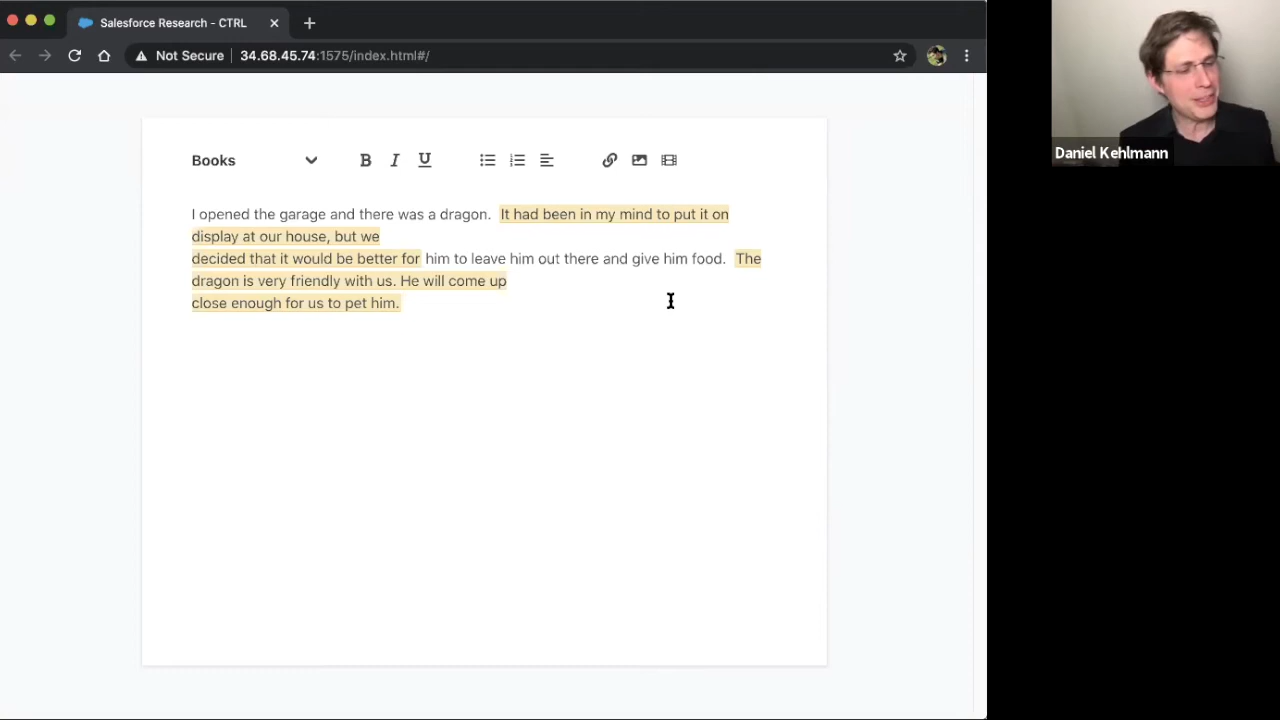 Salesforce Research - CTRL
Not Secure 34.68.45.74:1575/index.html#/
Daniel Kehlmann
Books B I U
I opened the garage and there was a dragon. It had been in my mind to put it on
display at our house, but we
decided that it would be better for him to leave him out there and give him food. The
dragon is very friendly with us. He will come up
close enough for us to pet him.